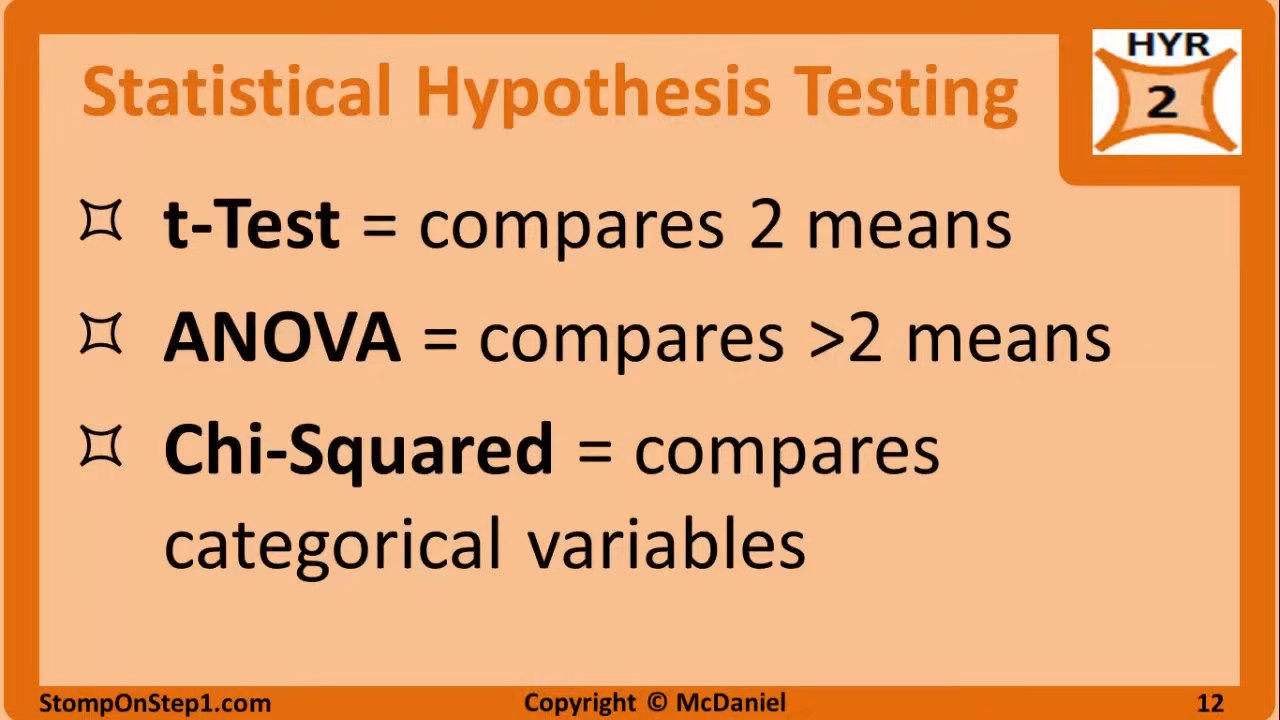 Statistical Hypothesis Testing
HYR
2
t-Test = compares 2 means
ANOVA = compares >2 means
Chi-Squared = compares
categorical variables
StompOnStep1.com
Copyright © McDaniel
12